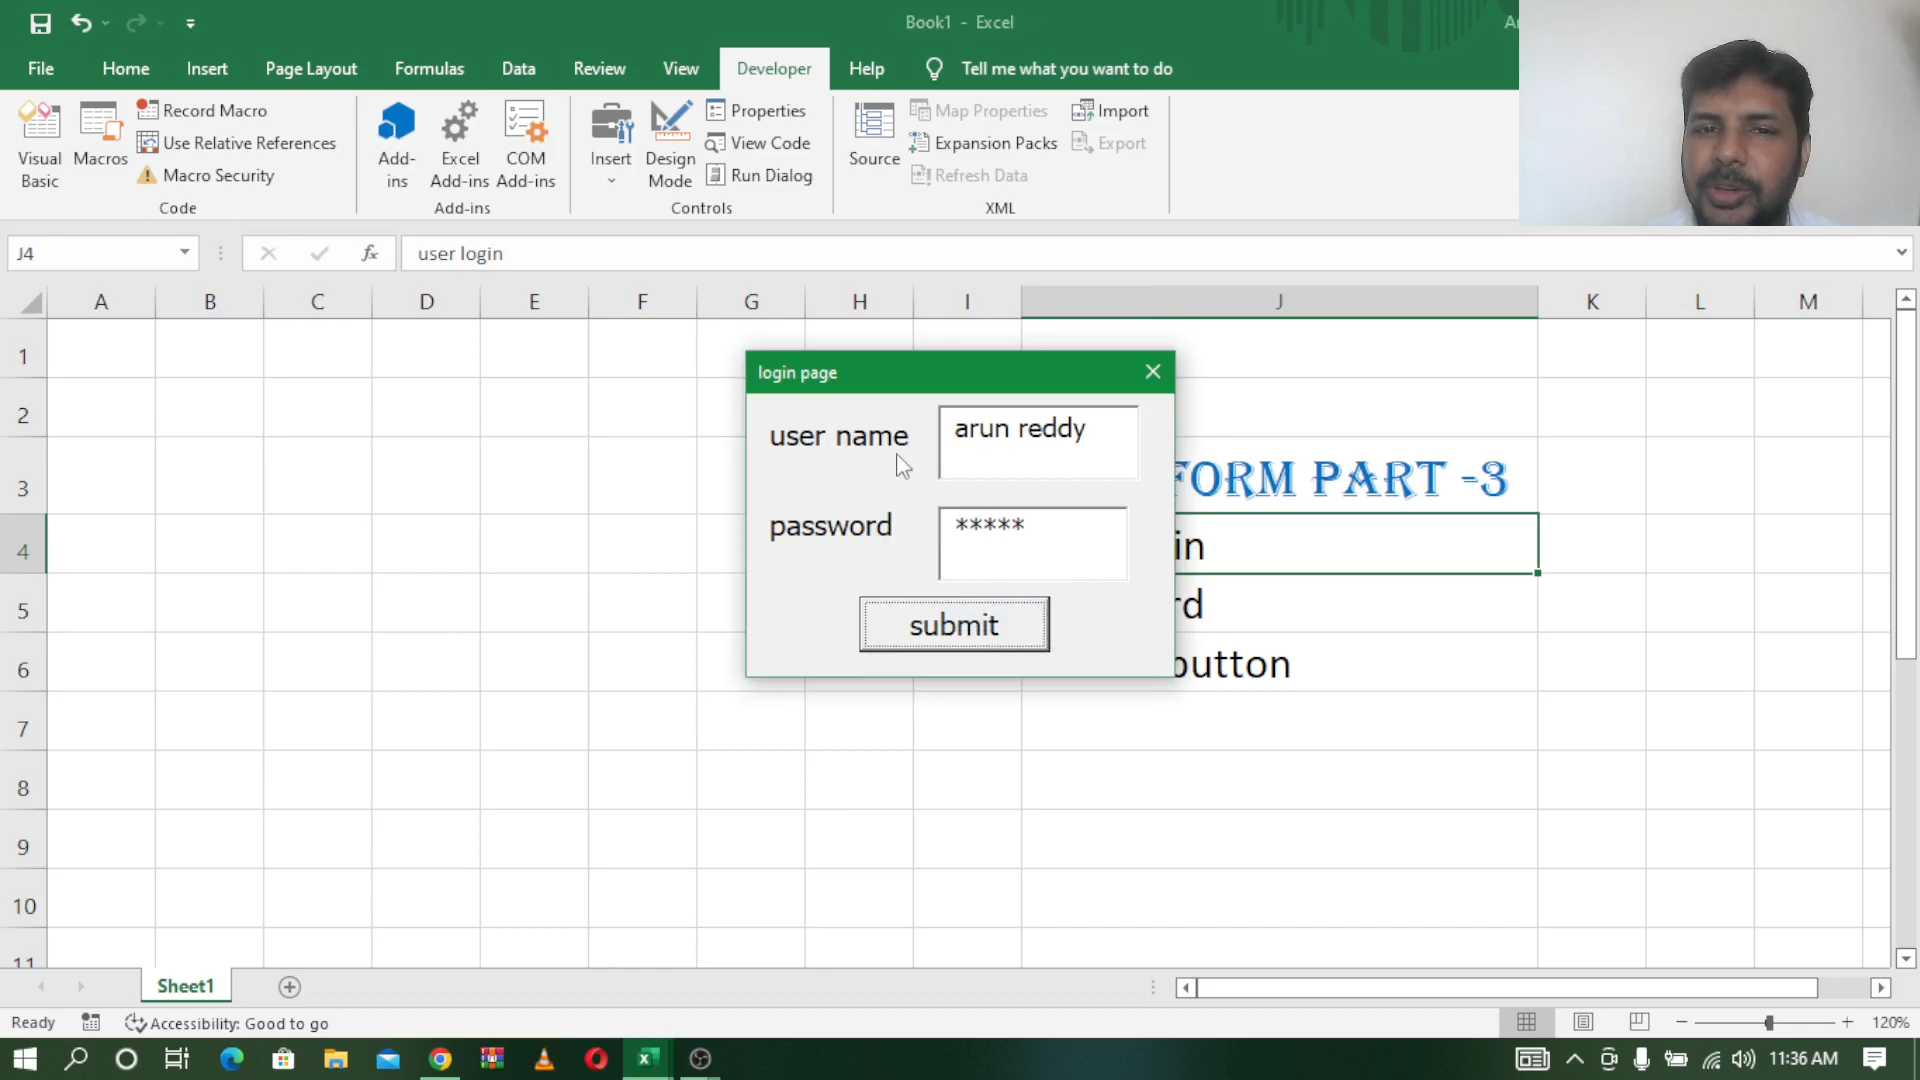 Book1 - Excel
File Home Insert Page Layout Formulas Data Review View Developer Help Tell me what you want to do
Visual Basic
Macros
Record Macro
Use Relative References
Macro Security
Code
Add-ins
Excel Add-ins
COM Add-ins
Add-ins
Insert
Design Mode
Properties
View Code
Run Dialog
Controls
Source
Map Properties
Expansion Packs
Refresh Data
Import
Export
XML
J4
fx
user login
A B C D E F G H I J K L M
1
2
3
FORM PART -3
4
in
5
rd
6
button
7
8
9
10
11
login page
user name
arun reddy
password
*****
submit
Sheet1
Ready
Accessibility: Good to go
120%
11:36 AM